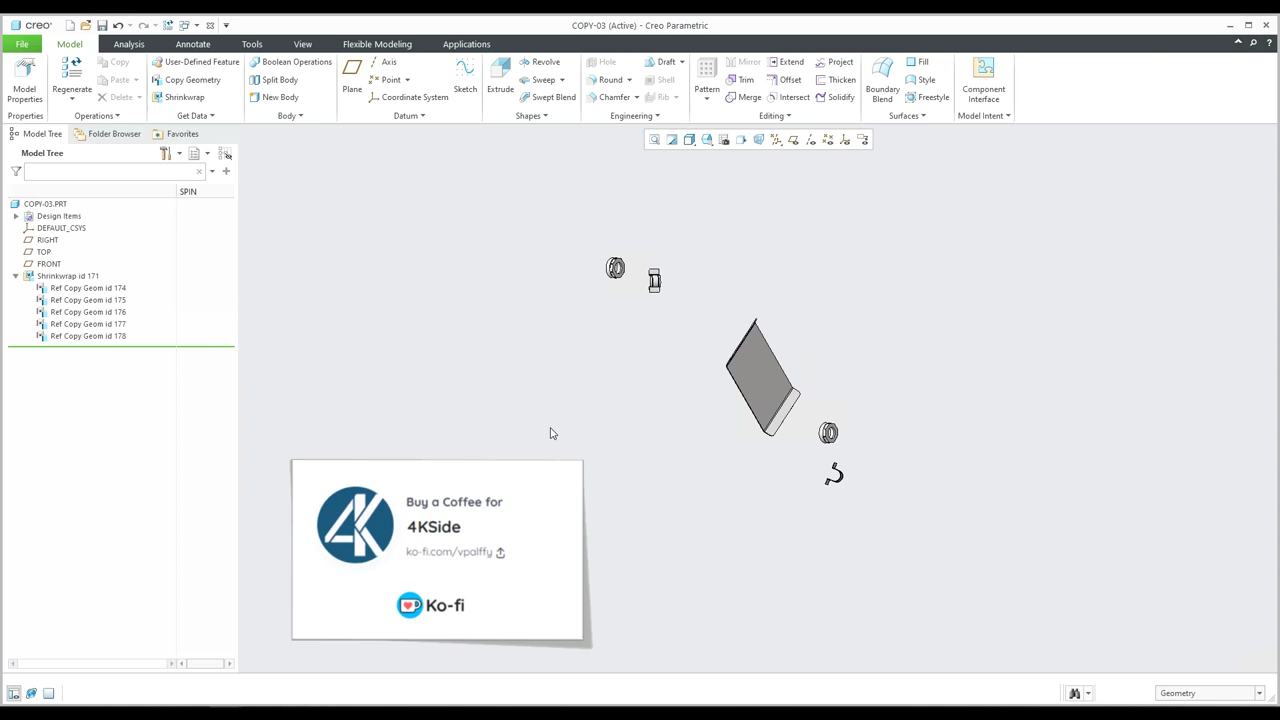 creo
COPY-03 (Active) - Creo Parametric
File
Model
Analysis
Annotate
Tools
View
Flexible Modeling
Applications
Model Properties
Properties
Regenerate
Copy
Paste
Delete
Operations
User-Defined Feature
Copy Geometry
Shrinkwrap
Get Data
Boolean Operations
Split Body
New Body
Body
Plane
Axis
Point
Coordinate System
Sketch
Datum
Extrude
Revolve
Sweep
Swept Blend
Shapes
Hole
Round
Chamfer
Draft
Shell
Rib
Engineering
Pattern
Mirror
Trim
Merge
Extend
Offset
Intersect
Project
Thicken
Solidify
Editing
Boundary Blend
Fill
Style
Freestyle
Surfaces
Component Interface
Model Intent
Model Tree
Folder Browser
Favorites
Model Tree
SPIN
COPY-03.PRT
Design Items
DEFAULT_CSYS
RIGHT
TOP
FRONT
Shrinkwrap id 171
Ref Copy Geom id 174
Ref Copy Geom id 175
Ref Copy Geom id 176
Ref Copy Geom id 177
Ref Copy Geom id 178
4K
Buy a Coffee for
4KSide
ko-fi.com/vpalffy
Ko-fi
Geometry